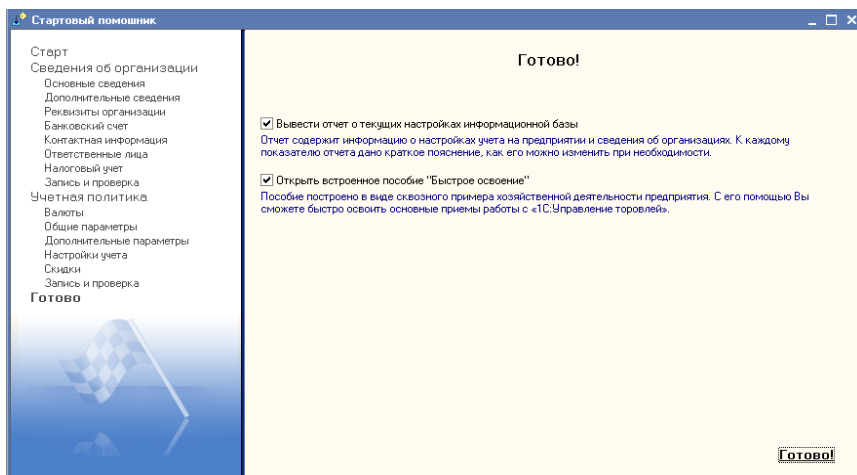 Стартовый помошник
Старт
Сведения об организации
Основные сведения
Дополнительные сведения
Реквизиты организации
Банковский счет
Контактная информация
Ответственные лица
Налоговый учет
Запись и проверка
Учетная политика
Валюты
Общие параметры
Дополнительные параметры
Настройки учета
Скидки
Запись и проверка
Готово
Готово!
Вывести отчет о текущих настройках информационной базы
Отчет содержит информацию о настройках учета на предприятии и сведения об организациях. К каждому
показателю отчета дано краткое пояснение, как его можно изменить при необходимости.
Открыть встроенное пособие "Быстрое освоение"
Пособие построено в виде сквозного примера хозяйственной деятельности предприятия. С его помощью Вы
сможете быстро освоить основные приемы работы с «1С:Управление торовлей».
Готово!